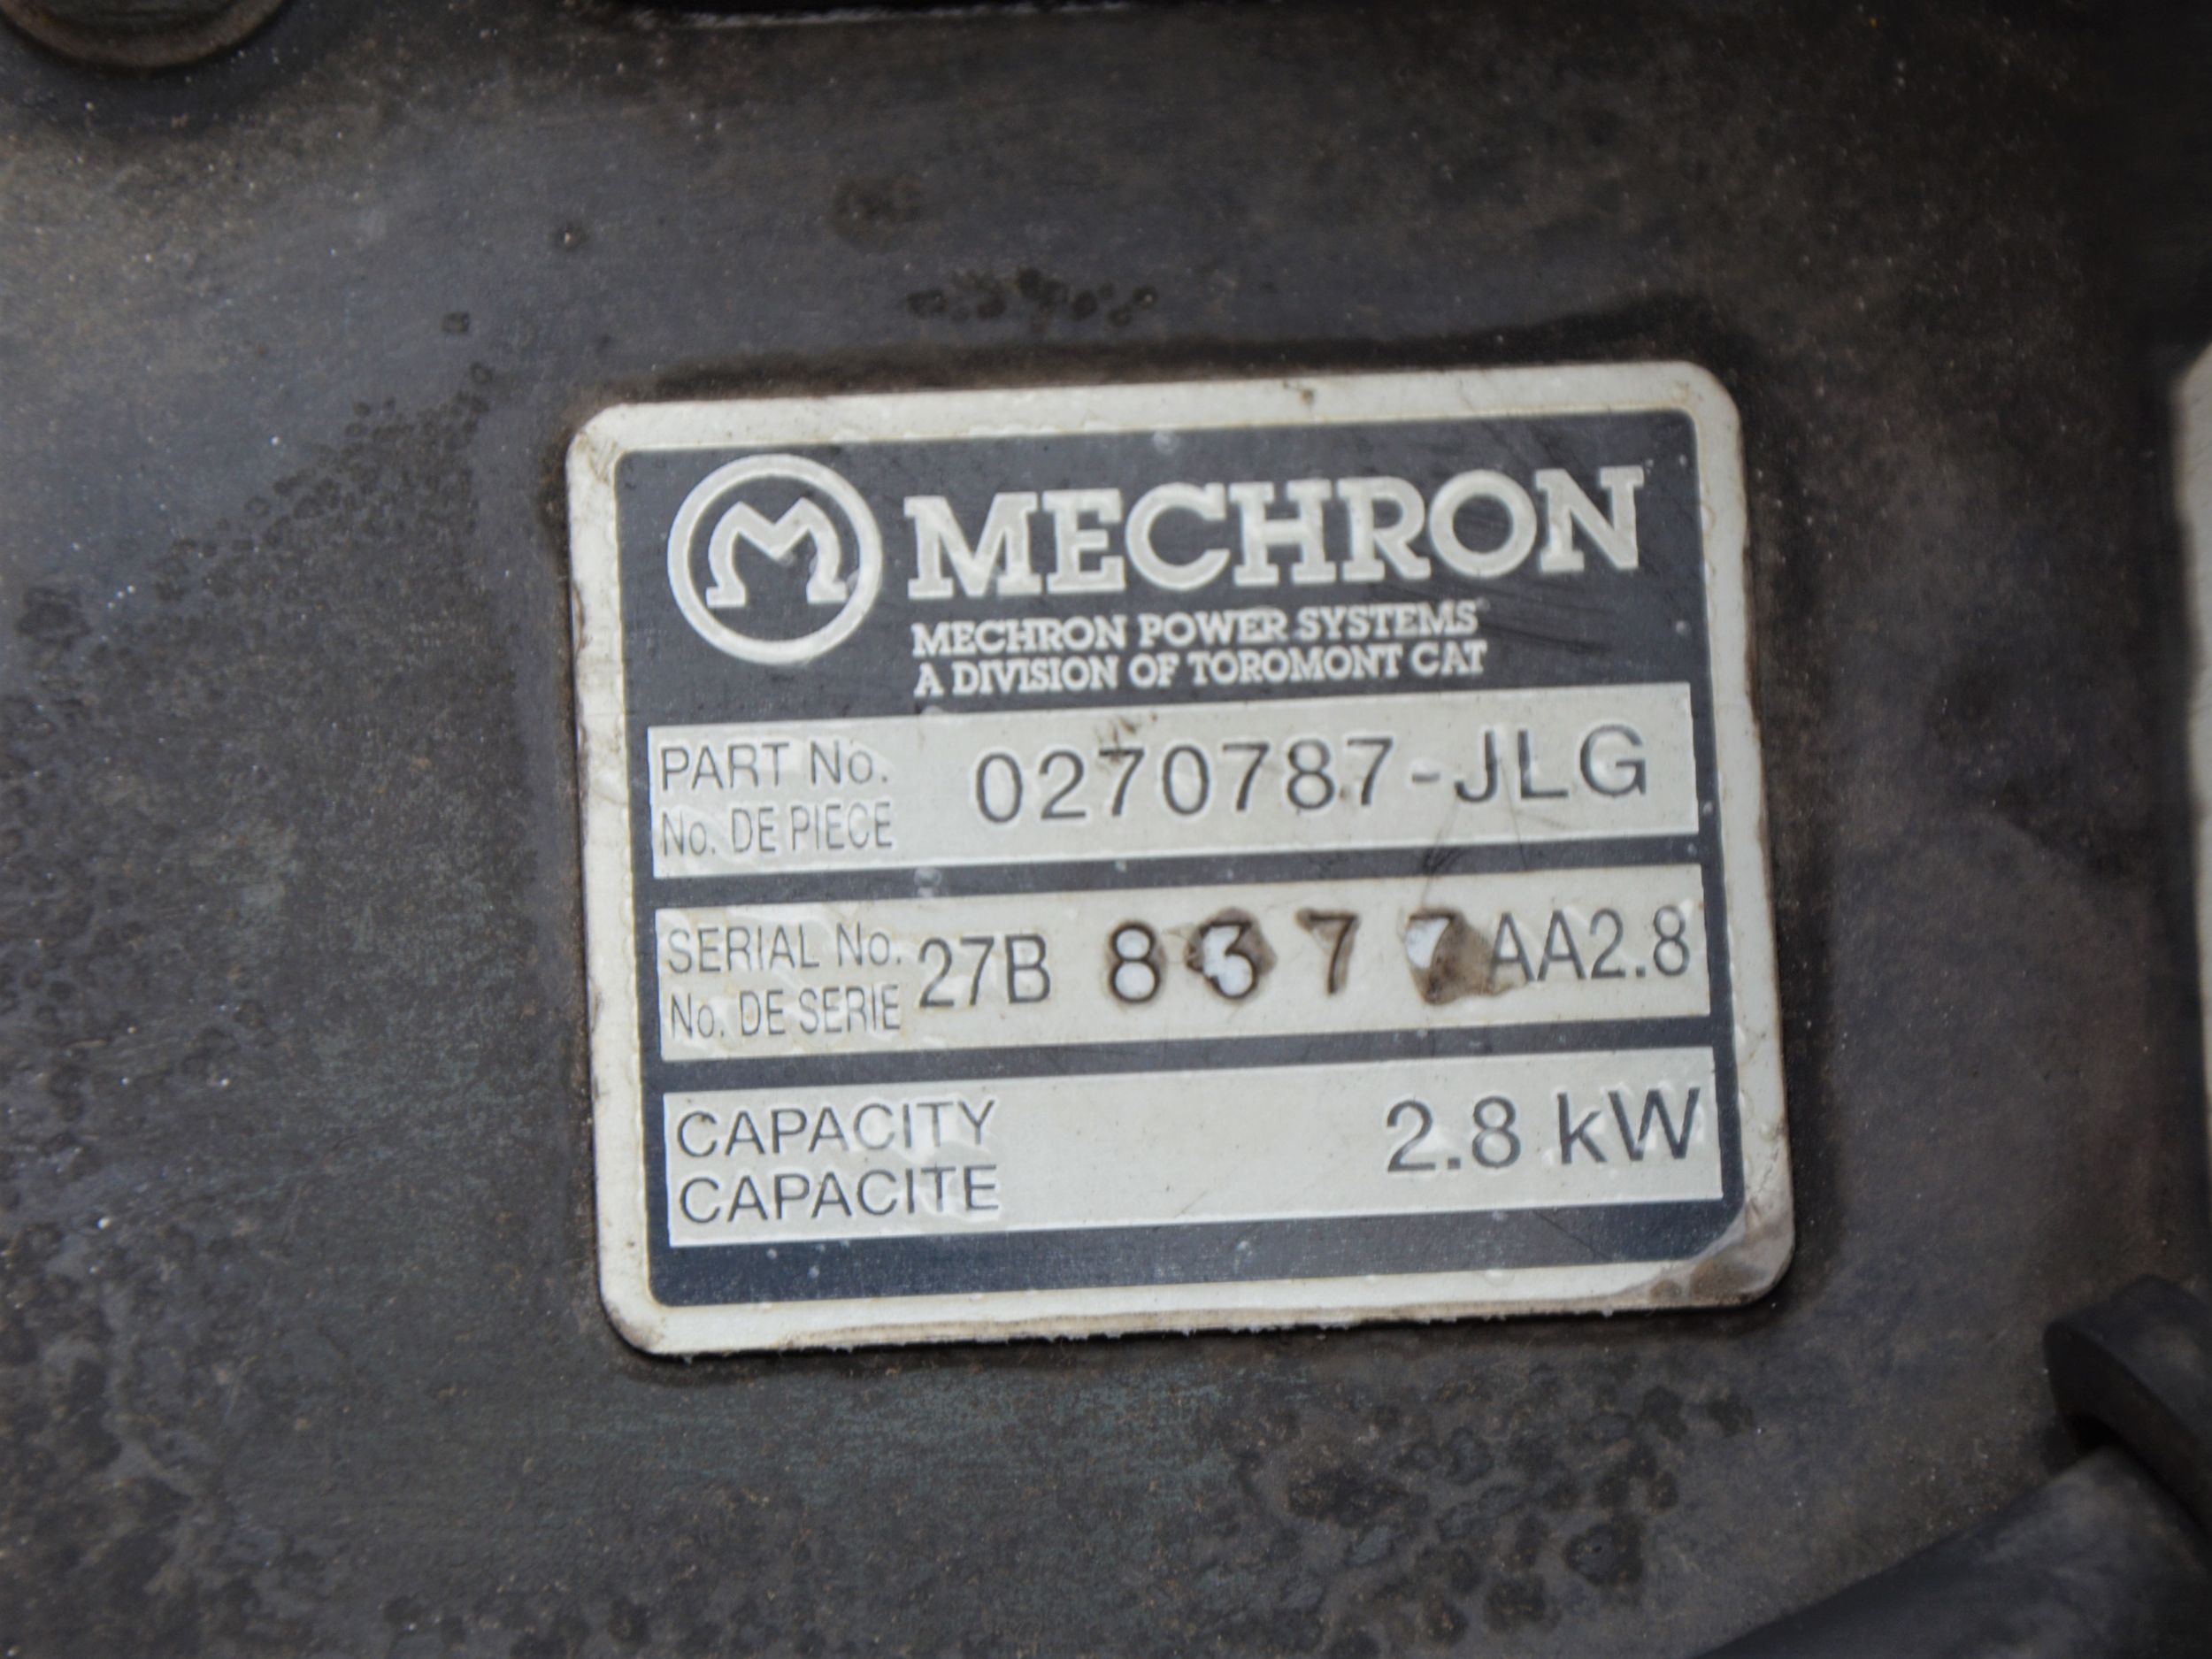 MECHRON
MECHRON POWER SYSTEMS
A DIVISION OF TOROMONT CAT
PART No. 0270787-JLG
No. DE PIECE
SERIAL No. 27B 8377 AA2.8
No. DE SERIE
CAPACITY 2.8 kW
CAPACITE